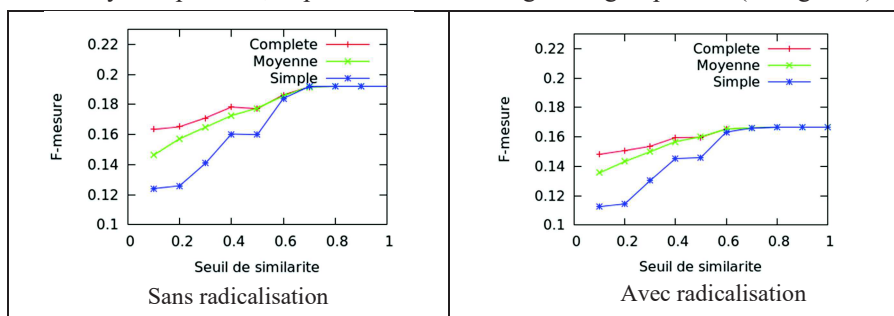 Complete
Moyenne
Simple
0.22
0.2
0.18
0.16
0.14
0.12
0.1
F-mesure
0 0.2 0.4 0.6 0.8 1
Seuil de similarite
Sans radicalisation
Complete
Moyenne
Simple
0.22
0.2
0.18
0.16
0.14
0.12
0.1
F-mesure
0 0.2 0.4 0.6 0.8 1
Seuil de similarite
Avec radicalisation